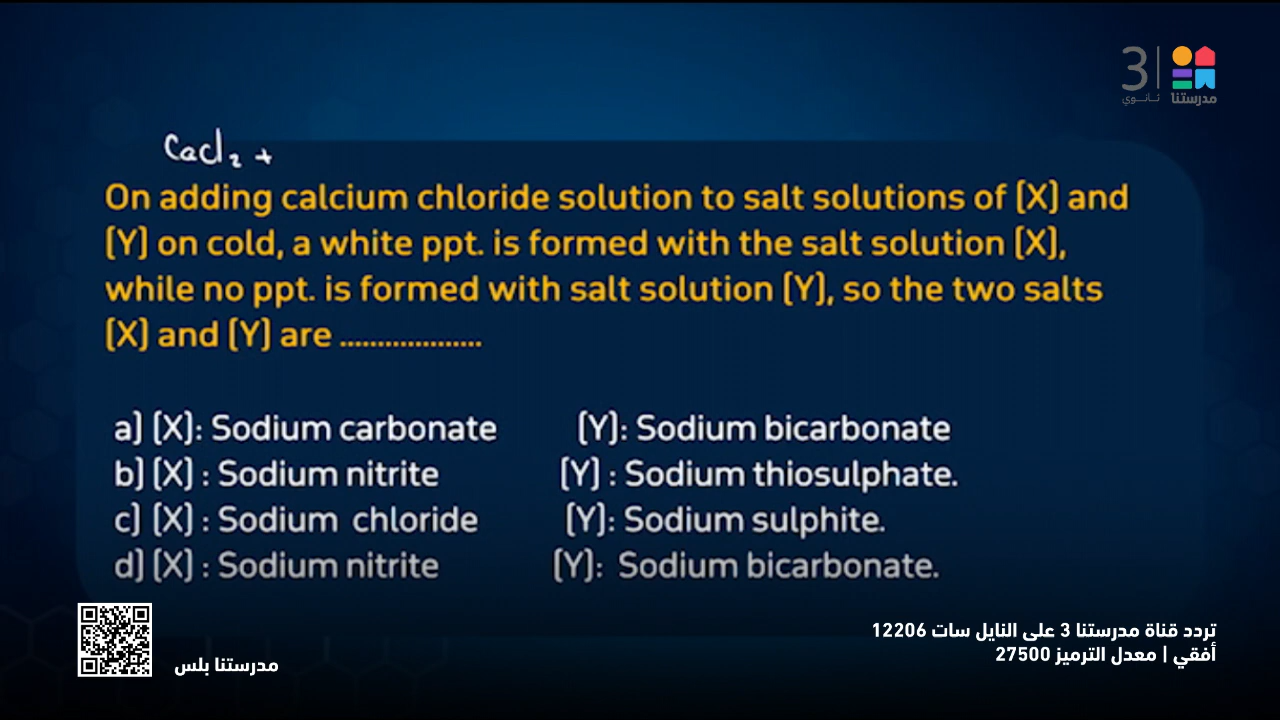 3
ثانوي
مدرستنا
CaCl₂ +
On adding calcium chloride solution to salt solutions of (X) and
(Y) on cold, a white ppt. is formed with the salt solution (X),
while no ppt. is formed with salt solution (Y), so the two salts
(X) and (Y) are ...................
a) (X): Sodium carbonate (Y): Sodium bicarbonate
b) (X) : Sodium nitrite (Y) : Sodium thiosulphate.
c) (X) : Sodium chloride (Y): Sodium sulphite.
d) (X) : Sodium nitrite (Y): Sodium bicarbonate.
تردد قناة مدرستنا 3 على النايل سات 12206
أفقي | معدل الترميز 27500
مدرستنا بلس